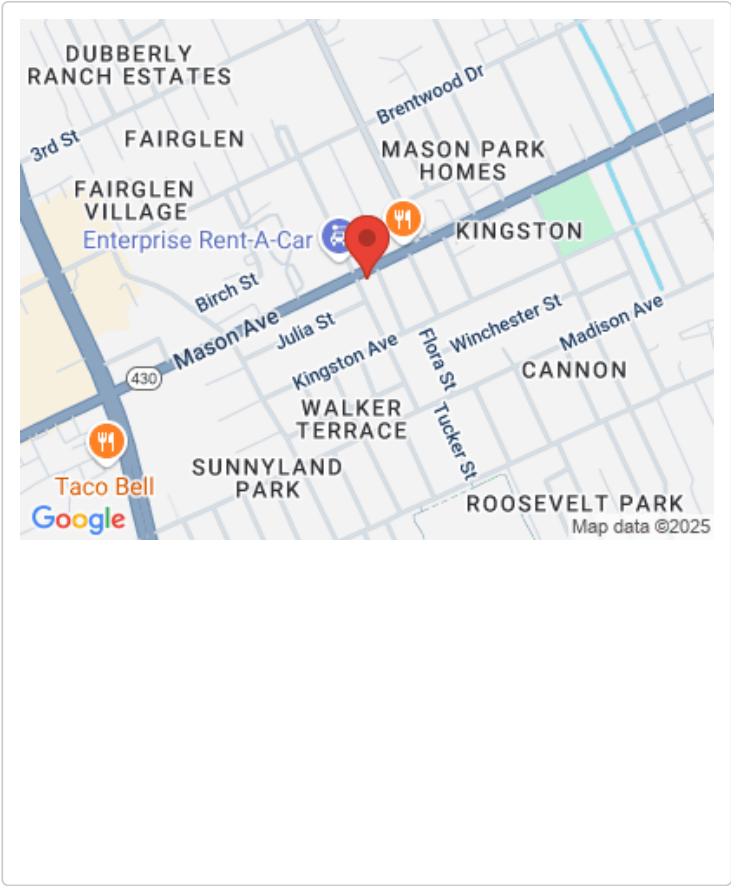 DUBBERLY
RANCH ESTATES
Brentwood Dr
3rd St
FAIRGLEN
MASON PARK
HOMES
FAIRGLEN
VILLAGE
Enterprise Rent-A-Car
KINGSTON
Birch St
Mason Ave
Julia St
Winchester St
Madison Ave
Kingston Ave
Flora St
430
CANNON
WALKER
TERRACE
Tucker St
SUNNYLAND
PARK
Taco Bell
ROOSEVELT PARK
Google
Map data ©2025